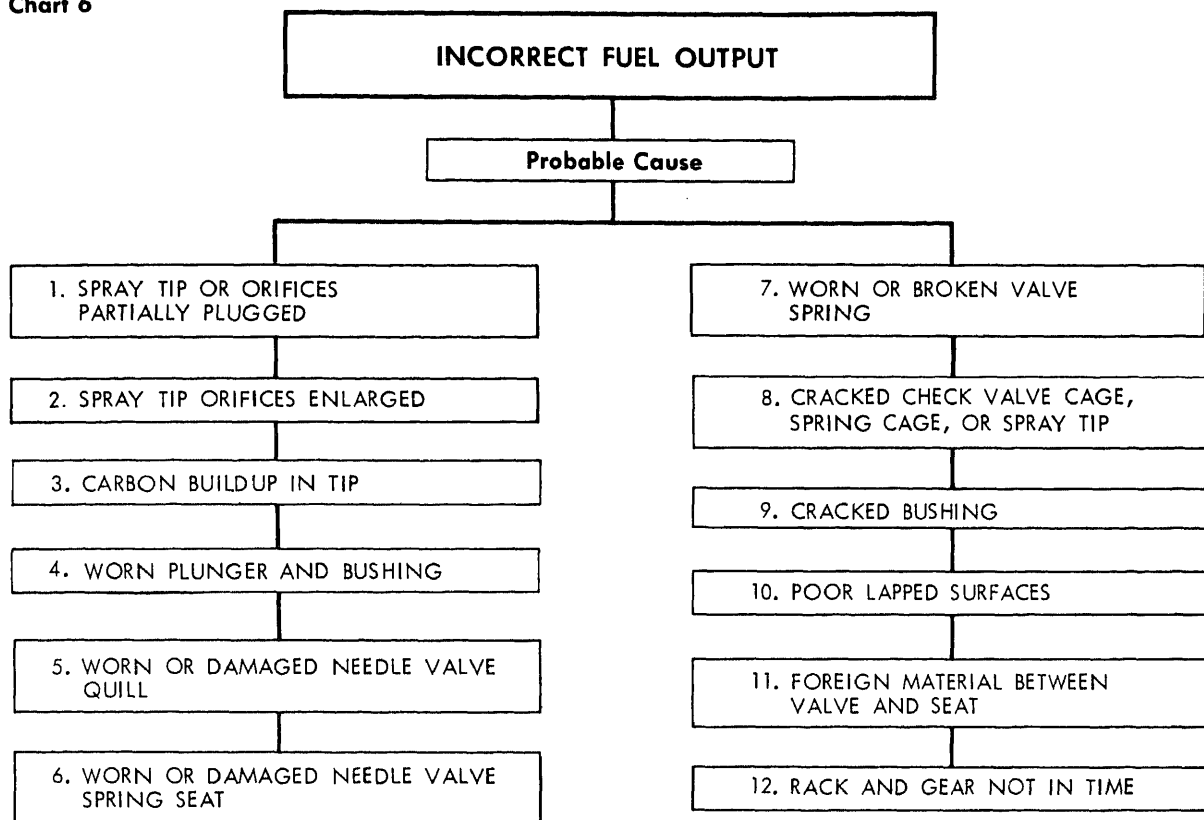 Chart 6
INCORRECT FUEL OUTPUT
Probable Cause
1. SPRAY TIP OR ORIFICES
PARTIALLY PLUGGED
2. SPRAY TIP ORIFICES ENLARGED
3. CARBON BUILDUP IN TIP
4. WORN PLUNGER AND BUSHING
5. WORN OR DAMAGED NEEDLE VALVE
QUILL
6. WORN OR DAMAGED NEEDLE VALVE
SPRING SEAT
7. WORN OR BROKEN VALVE
SPRING
8. CRACKED CHECK VALVE CAGE,
SPRING CAGE, OR SPRAY TIP
9. CRACKED BUSHING
10. POOR LAPPED SURFACES
11. FOREIGN MATERIAL BETWEEN
VALVE AND SEAT
12. RACK AND GEAR NOT IN TIME